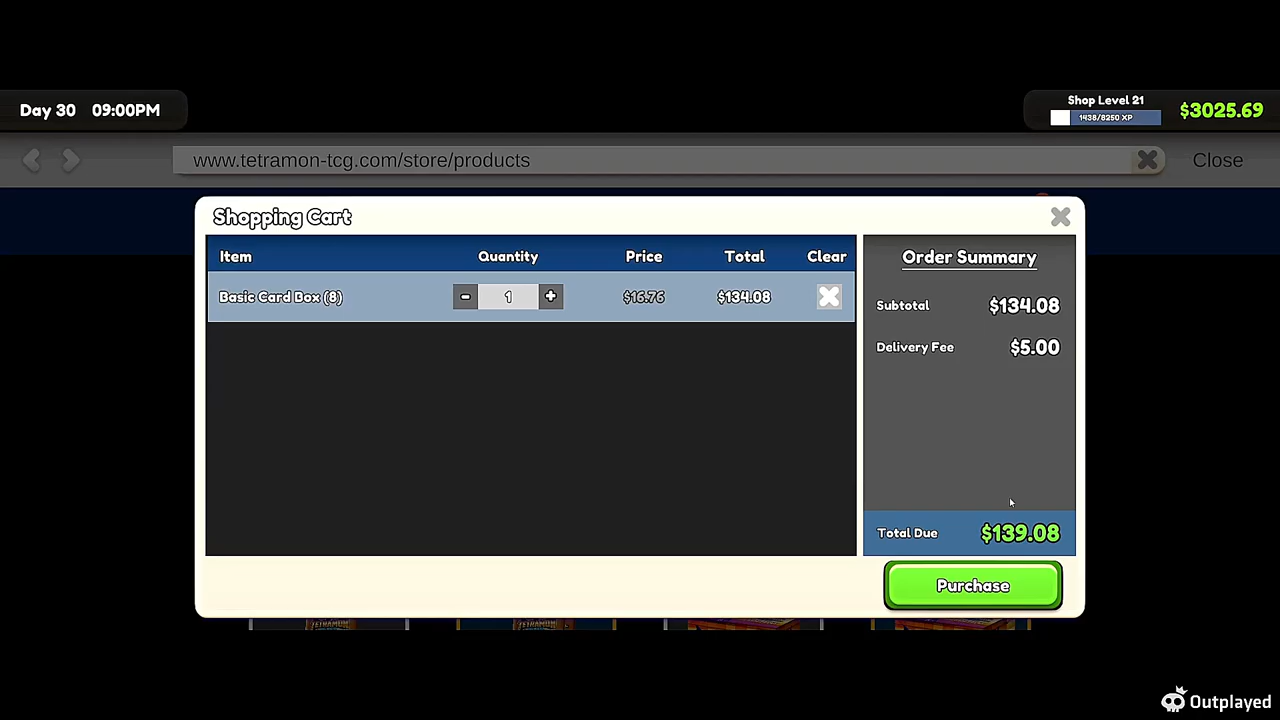 Day 30 09:00PM
Shop Level 21
1438/8250 XP
$3025.69
www.tetramon-tcg.com/store/products
Close
Shopping Cart
Item Quantity Price Total Clear
Basic Card Box (8) - 1 + $16.76 $134.08
Order Summary
Subtotal $134.08
Delivery Fee $5.00
Total Due $139.08
Purchase
TETRAMON TETRAMON
Outplayed